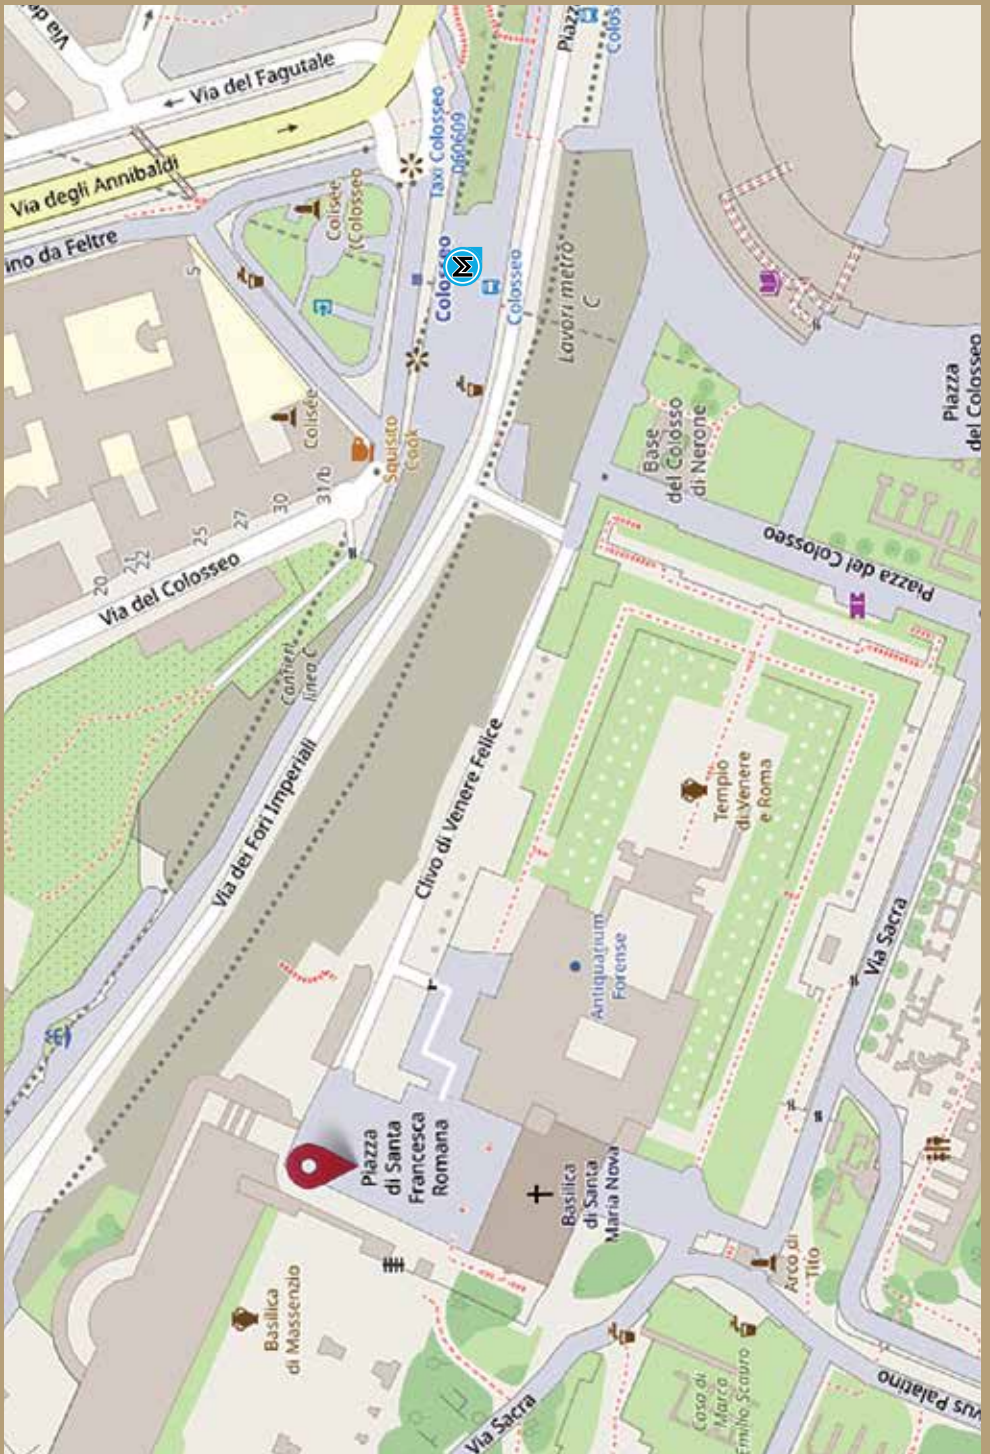 Via del Fagutale
Via degli Annibaldi
ino da Feltre
5
Colisée
(Colosseo
Taxi Colosseo
060609
Piazz
Colos
Colosseo
M
Colosseo
Lavori metro
C
Colisée
Squisito
Cook
31/b
30
27
25
22
21
20
Via del Colosseo
Base
del Colosso
di Nerone
Piazza
del Colosseo
Piazza del Colosseo
Cantieri
linea C
Via dei Fori Imperiali
Clivo di Venere Felice
Tempio
di Venere
e Roma
Antiquarium
Forense
Via Sacra
Piazza
di Santa
Francesca
Romana
Basilica
di Santa
Maria Nova
Basilica
di Massenzio
Arco di
Tito
Via Sacra
Casa di
Marco
Emilio Scauro
vus Palatino